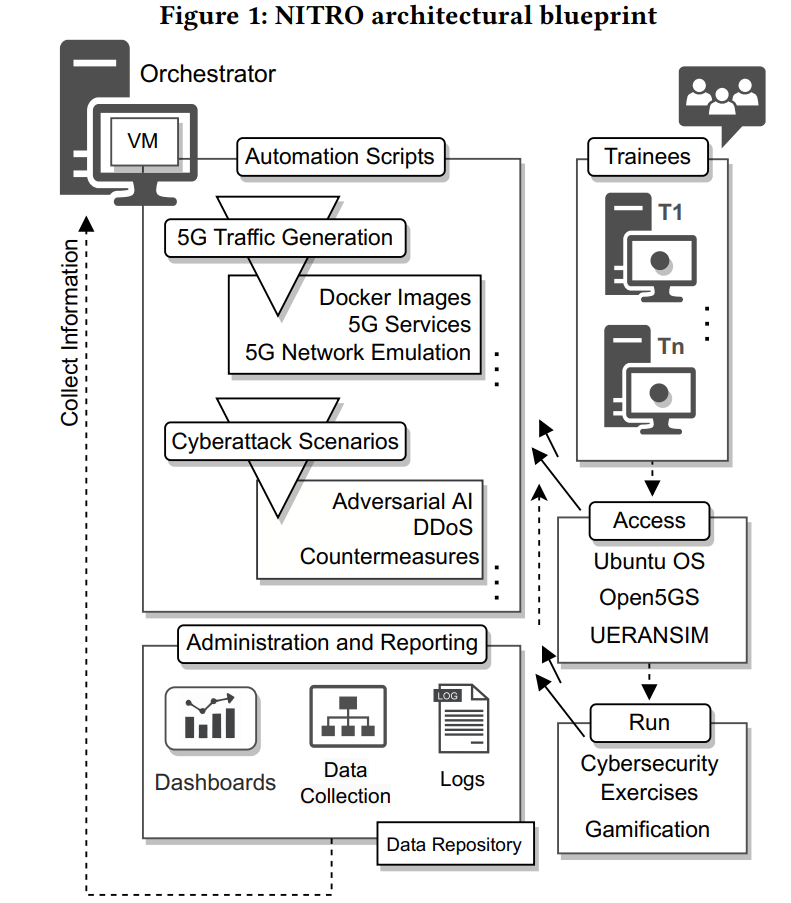 Figure 1: NITRO architectural blueprint
Orchestrator
VM
Automation Scripts
5G Traffic Generation
Docker Images
5G Services
5G Network Emulation
Cyberattack Scenarios
Adversarial AI
DDoS
Countermeasures
Collect Information
Administration and Reporting
Dashboards
Data
Collection
LOG
Logs
Data Repository
Trainees
T1
Tn
Access
Ubuntu OS
Open5GS
UERANSIM
Run
Cybersecurity
Exercises
Gamification